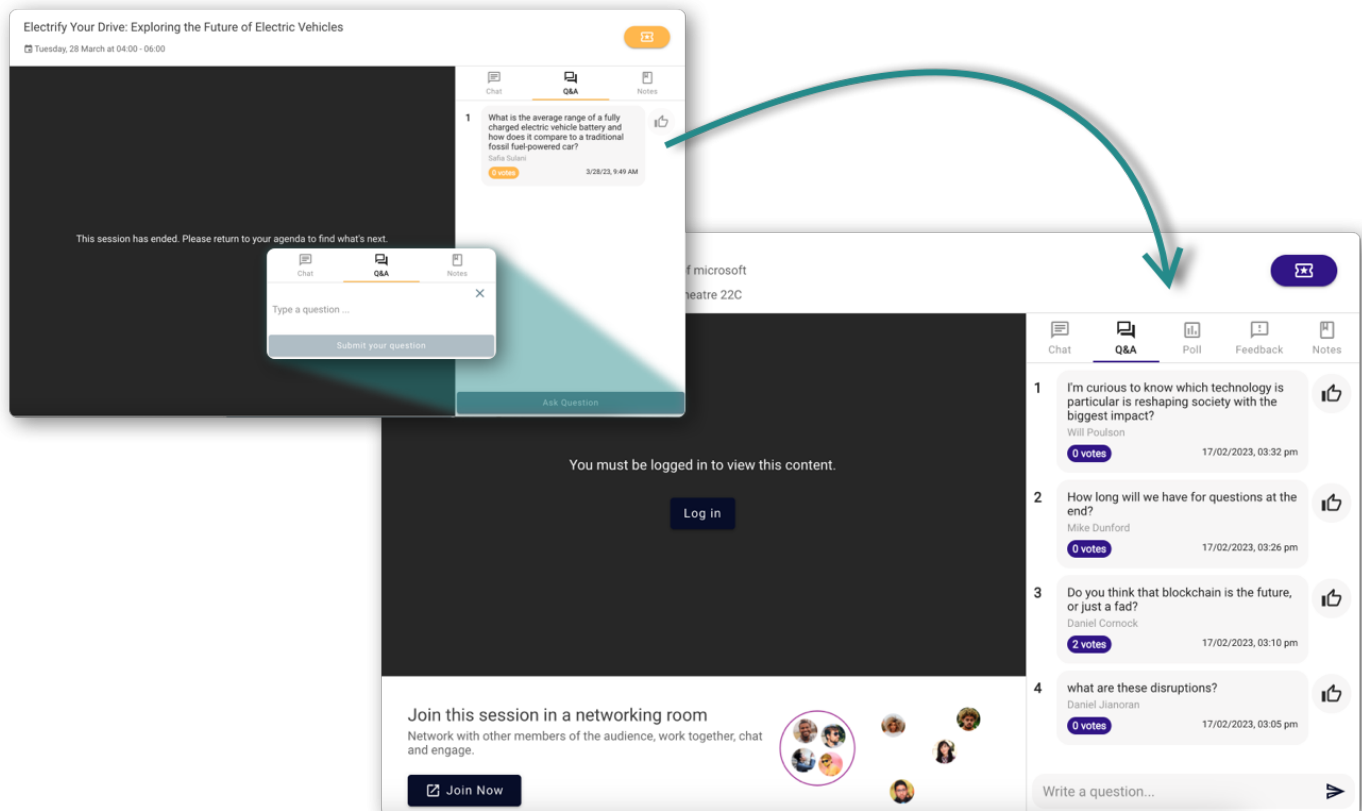 Electrify Your Drive: Exploring the Future of Electric Vehicles
Tuesday, 28 March at 04:00 - 06:00
Chat
Q&A
Notes
1
What is the average range of a fully
charged electric vehicle battery and
how does it compare to a traditional
fossil fuel-powered car?
Safia Sulani
0 votes
3/28/23, 9:49 AM
This session has ended. Please return to your agenda to find what's next.
Chat
Q&A
Notes
Type a question ...
Submit your question
Ask Question
of microsoft
heatre 22C
You must be logged in to view this content.
Log in
Chat
Q&A
Poll
Feedback
Notes
1
I'm curious to know which technology is
particular is reshaping society with the
biggest impact?
Will Poulson
0 votes
17/02/2023, 03:32 pm
2
How long will we have for questions at the
end?
Mike Dunford
0 votes
17/02/2023, 03:26 pm
3
Do you think that blockchain is the future,
or just a fad?
Daniel Cornock
2 votes
17/02/2023, 03:10 pm
4
what are these disruptions?
Daniel Jianoran
0 votes
17/02/2023, 03:05 pm
Write a question...
Join this session in a networking room
Network with other members of the audience, work together, chat
and engage.
Join Now